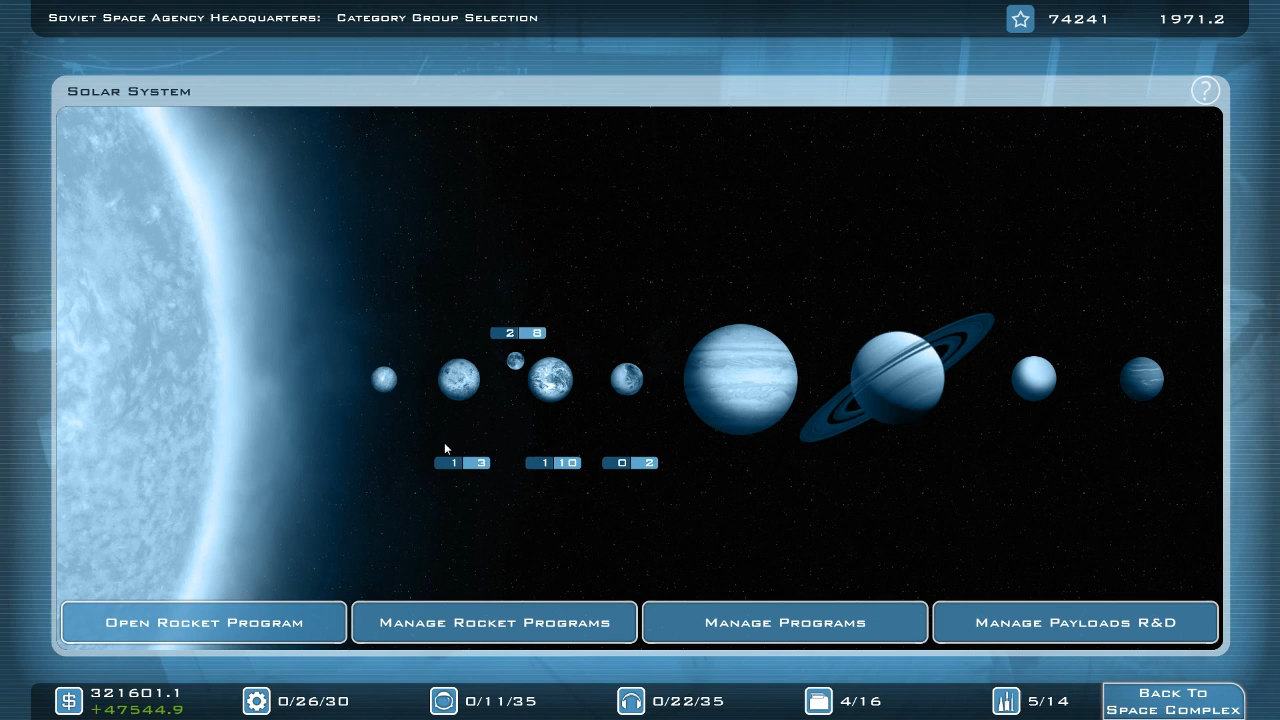 Soviet Space Agency Headquarters: Category Group Selection
74241
1971.2
Solar System
?
2 8
1 3
1 10
0 2
Open Rocket Program
Manage Rocket Programs
Manage Programs
Manage Payloads R&D
$
321601.1
+47544.9
0/26/30
0/11/35
0/22/35
4/16
5/14
Back To
Space Complex